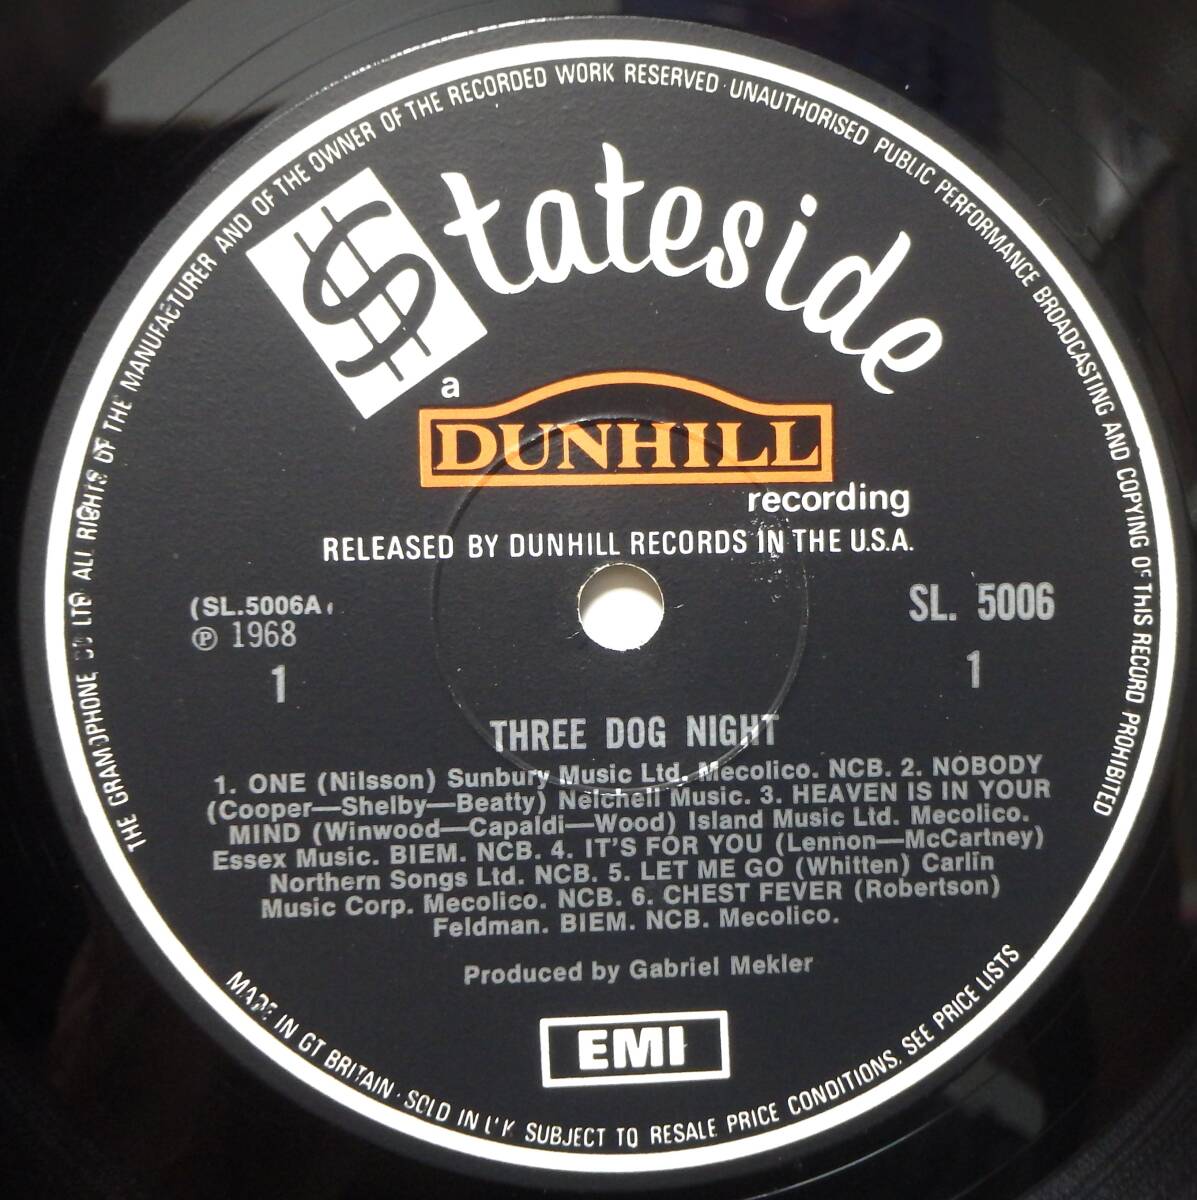 THE GRAMOPHONE CO LTD ALL RIGHTS OF THE MANUFACTURER AND OF THE OWNER OF THE RECORDED WORK RESERVED · UNAUTHORISED PUBLIC PERFORMANCE BROADCASTING AND COPYING OF THIS RECORD PROHIBITED
$tateside
a
DUNHILL
recording
RELEASED BY DUNHILL RECORDS IN THE U.S.A.
(SL.5006A) SL. 5006
℗ 1968
1 1
THREE DOG NIGHT
1. ONE (Nilsson) Sunbury Music Ltd. Mecolico. NCB. 2. NOBODY
(Cooper—Shelby—Beatty) Nelchell Music. 3. HEAVEN IS IN YOUR
MIND (Winwood—Capaldi—Wood) Island Music Ltd. Mecolico.
Essex Music. BIEM. NCB. 4. IT'S FOR YOU (Lennon—McCartney)
Northern Songs Ltd. NCB. 5. LET ME GO (Whitten) Carlin
Music Corp. Mecolico. NCB. 6. CHEST FEVER (Robertson)
Feldman. BIEM. NCB. Mecolico.
Produced by Gabriel Mekler
EMI
MADE IN GT BRITAIN · SOLD IN U.K SUBJECT TO RESALE PRICE CONDITIONS, SEE PRICE LISTS